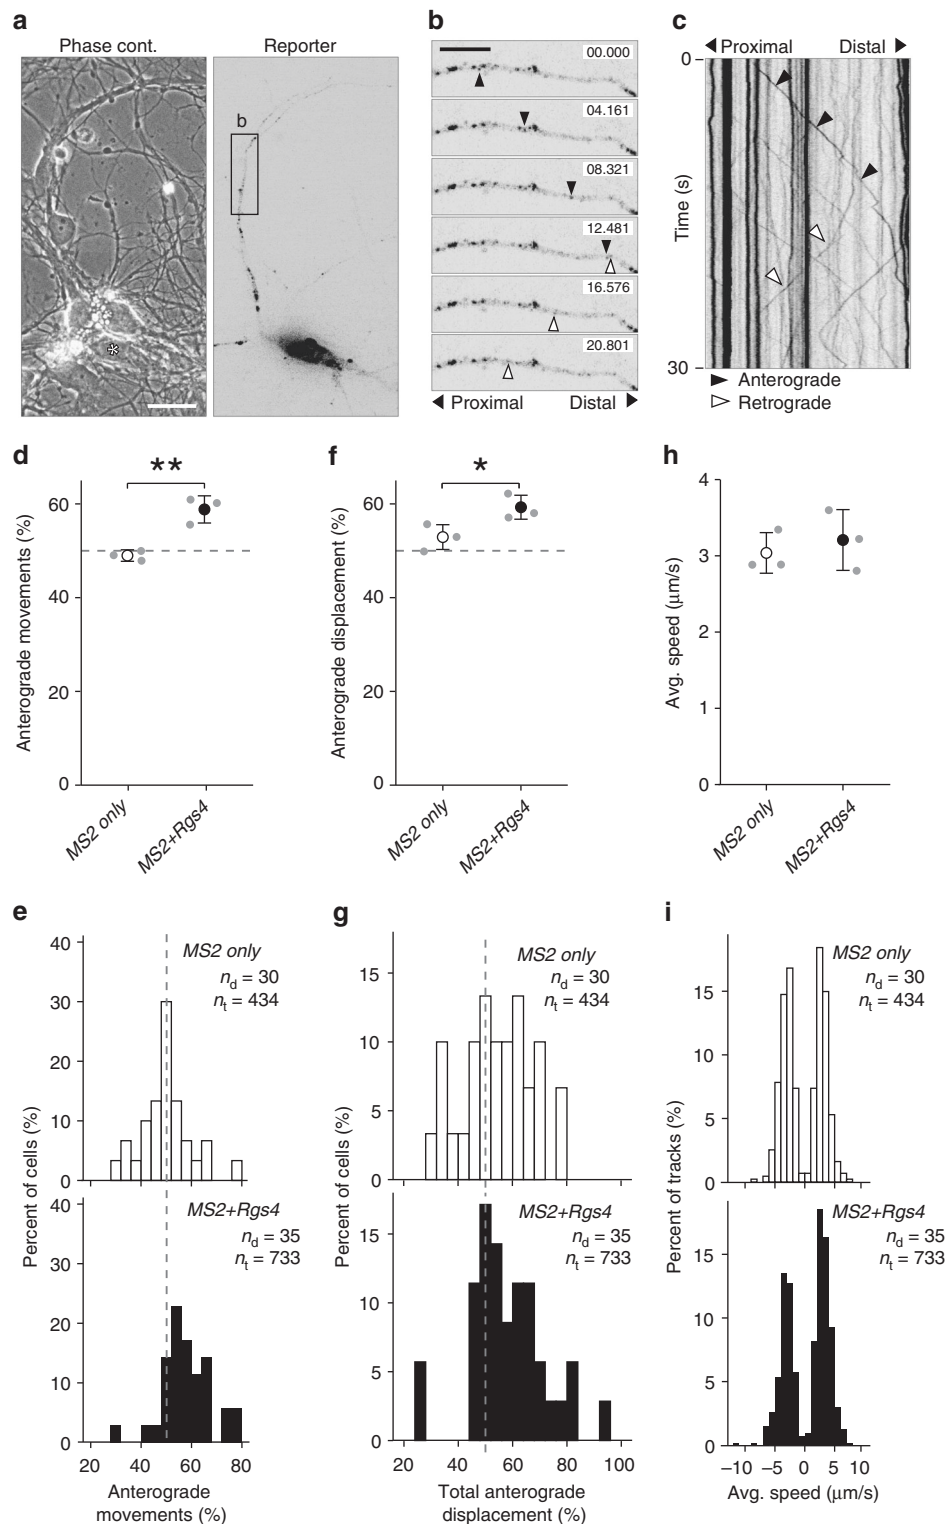 a
Phase cont.
Reporter
b
*
b
00.000
04.161
08.321
12.481
16.576
20.801
◀ Proximal Distal ▶
c
◀ Proximal Distal ▶
0
Time (s)
30
▶ Anterograde
▷ Retrograde
d
**
60
40
20
0
Anterograde movements (%)
MS2 only
MS2+Rgs4
f
*
60
40
20
0
Anterograde displacement (%)
MS2 only
MS2+Rgs4
h
4
3
2
1
0
Avg. speed (μm/s)
MS2 only
MS2+Rgs4
e
40
30
20
10
0
MS2 only
nd = 30
nt = 434
Percent of cells (%)
40
30
20
10
0
MS2+Rgs4
nd = 35
nt = 733
20 40 60 80
Anterograde
movements (%)
g
15
10
5
0
MS2 only
nd = 30
nt = 434
Percent of cells (%)
15
10
5
0
MS2+Rgs4
nd = 35
nt = 733
20 40 60 80 100
Total anterograde
displacement (%)
i
15
10
5
0
MS2 only
nd = 30
nt = 434
Percent of tracks (%)
15
10
5
0
MS2+Rgs4
nd = 35
nt = 733
−10 −5 0 5 10
Avg. speed (μm/s)